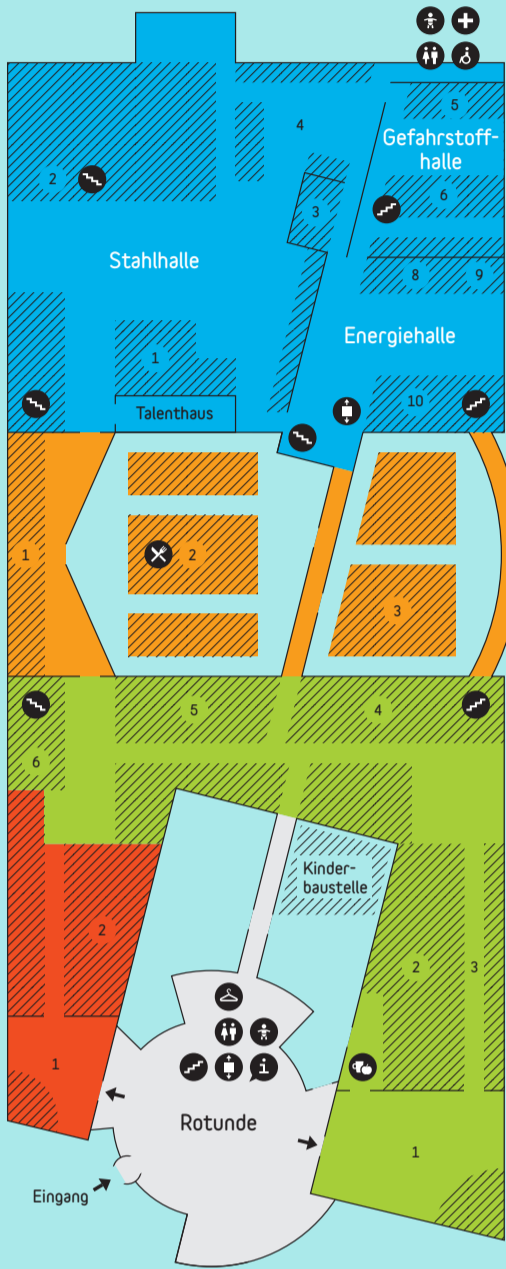 5
4
Gefahrstoff-
halle
2
6
3
Stahlhalle
8
9
Energiehalle
1
10
Talenthaus
1
2
3
5
4
6
Kinder-
baustelle
2
2
3
1
i
Rotunde
1
Eingang